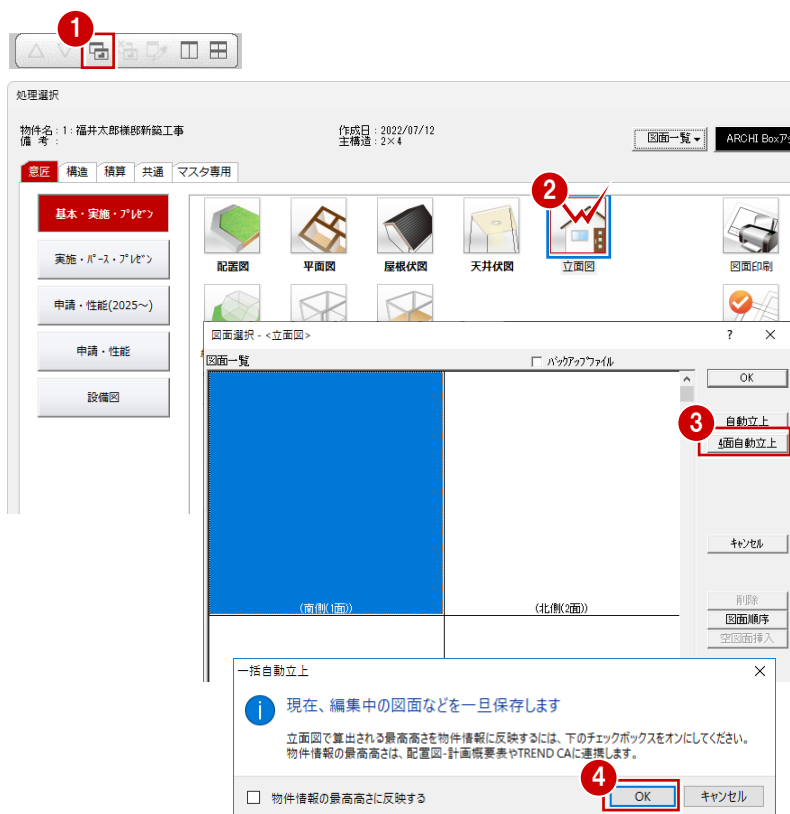 1
処理選択
物件名：1：福井太郎様邸新築工事
備　考：
作成日：2022/07/12
主構造：2×4
図面一覧
ARCHI Boxア
意匠 構造 積算 共通 マスタ専用
2
基本・実施・ﾌﾟﾚｾﾞﾝ
実施・ﾊﾟｰｽ・ﾌﾟﾚｾﾞﾝ
申請・性能(2025～)
申請・性能
設備図
配置図 平面図 屋根伏図 天井伏図 立面図 図面印刷
図面選択 - <立面図>
? ×
図面一覧
ﾊﾞｯｸｱｯﾌﾟﾌｧｲﾙ
OK
3
自動立上
4面自動立上
キャンセル
(南側(1面)) (北側(2面))
削除
図面順序
空図面挿入
一括自動立上
現在、編集中の図面などを一旦保存します
立面図で算出される最高高さを物件情報に反映するには、下のチェックボックスをオンにしてください。
物件情報の最高高さは、配置図-計画概要表やTREND CAに連携します。
4
物件情報の最高高さに反映する
OK キャンセル